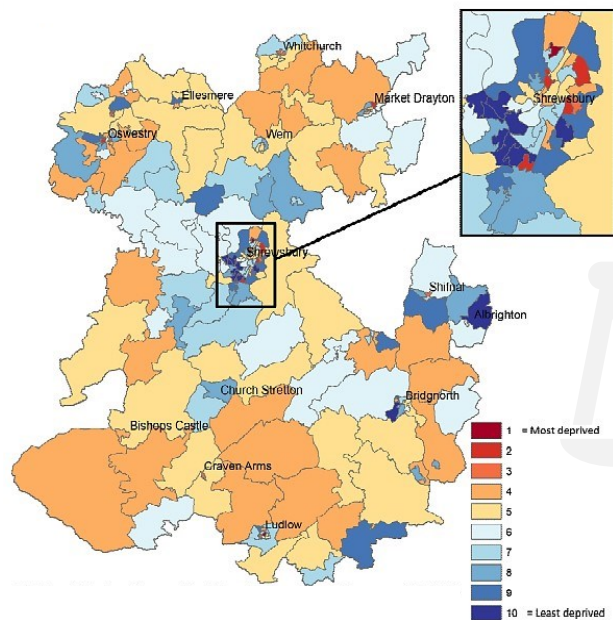 Whitchurch
Ellesmere
Market Drayton
Oswestry
Wem
Shrewsbury
Shrewsbury
Shifnal
Albrighton
Church Stretton
Bridgnorth
Bishops Castle
Craven Arms
Ludlow
1 = Most deprived
2
3
4
5
6
7
8
9
10 = Least deprived